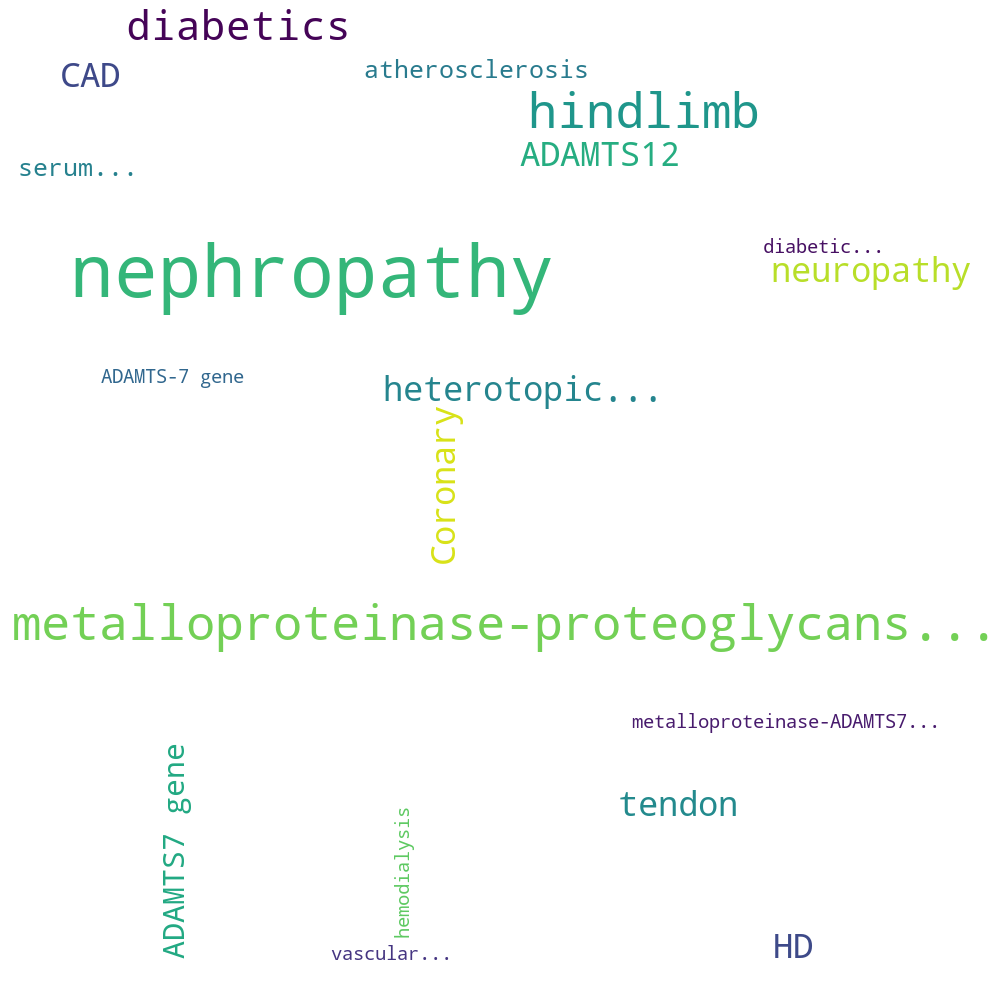 diabetics
CAD
atherosclerosis
hindlimb
ADAMTS12
serum...
nephropathy
diabetic...
neuropathy
ADAMTS-7 gene
heterotopic...
Coronary
metalloproteinase-proteoglycans...
metalloproteinase-ADAMTS7...
ADAMTS7 gene
tendon
hemodialysis
vascular...
HD